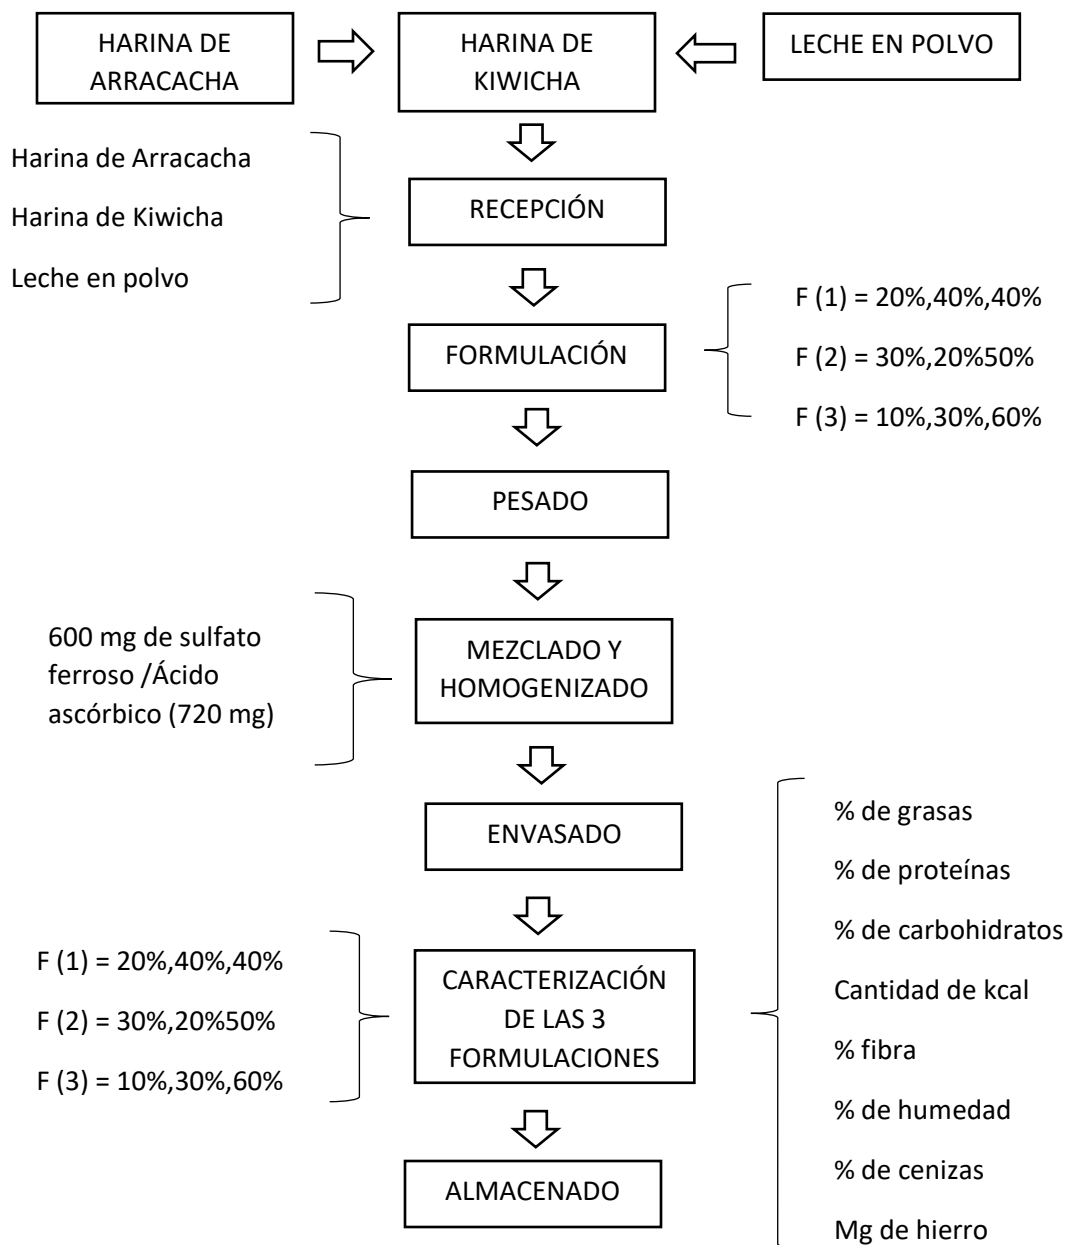 HARINA DE
ARRACACHA
HARINA DE
KIWICHA
LECHE EN POLVO
Harina de Arracacha
Harina de Kiwicha
Leche en polvo
RECEPCIÓN
FORMULACIÓN
F (1) = 20%,40%,40%
F (2) = 30%,20%50%
F (3) = 10%,30%,60%
PESADO
600 mg de sulfato
ferroso /Ácido
ascórbico (720 mg)
MEZCLADO Y
HOMOGENIZADO
ENVASADO
F (1) = 20%,40%,40%
F (2) = 30%,20%50%
F (3) = 10%,30%,60%
CARACTERIZACIÓN
DE LAS 3
FORMULACIONES
% de grasas
% de proteínas
% de carbohidratos
Cantidad de kcal
% fibra
% de humedad
% de cenizas
Mg de hierro
ALMACENADO